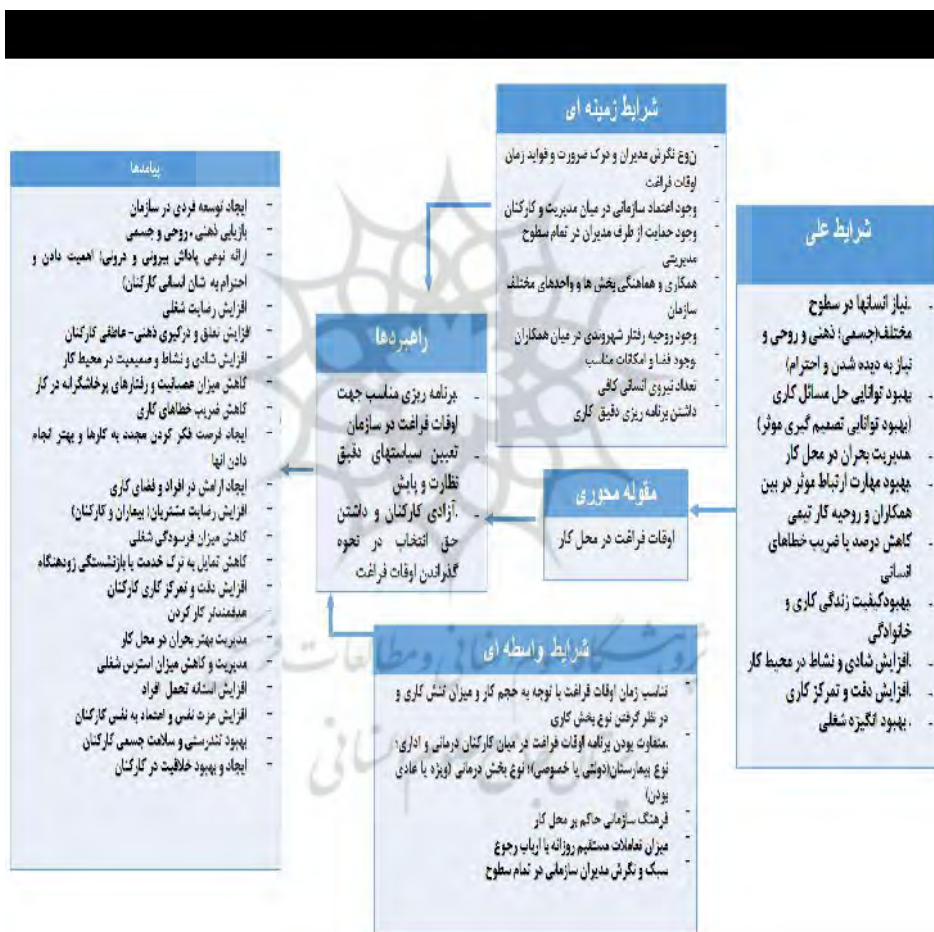 شرایط زمینه ای
- نوع نگرش مدیران و درک ضرورت و فواید زمان
اوقات فراغت
- وجود اعتماد سازمانی در میان مدیریت و کارکنان
- وجود حمایت از طرف مدیران در تمام سطوح
مدیریتی
- همکاری و هماهنگی بخش ها و واحدهای مختلف
سازمان
- وجود روحیه رفتار شهروندی در میان همکاران
- وجود فضا و امکانات مناسب
- تعداد نیروی انسانی کافی
- داشتن برنامه ریزی دقیق کاری
شرایط علی
- نیاز انسانها در سطوح
مختلف(جسمی؛ ذهنی و روحی و
نیاز به دیده شدن و احترام)
- بهبود توانایی حل مسائل کاری
(بهبود توانایی تصمیم گیری موثر)
- مدیریت بحران در محل کار
- بهبود مهارت ارتباط موثر در بین
همکاران و روحیه کار تیمی
- کاهش درصد یا ضریب خطاهای
انسانی
- بهبودکیفیت زندگی کاری و
خانوادگی
- افزایش شادی و نشاط در محیط کار
- افزایش دقت و تمرکز کاری
- بهبود انگیزه شغلی
مقوله محوری
اوقات فراغت در محل کار
راهبردها
- برنامه ریزی مناسب جهت
اوقات فراغت در سازمان
- تعیین سیاستهای دقیق
نظارت و پایش
- آزادی کارکنان و داشتن
حق انتخاب در نحوه
گذراندن اوقات فراغت
شرایط واسطه ای
- تناسب زمان اوقات فراغت با توجه به حجم کار و میزان تنش کاری و
در نظر گرفتن نوع بخش کاری
- متفاوت بودن برنامه اوقات فراغت در میان کارکنان درمانی و اداری؛
نوع بیمارستان(دولتی یا خصوصی)؛ نوع بخش درمانی (ویژه یا عادی
بودن)
- فرهنگ سازمانی حاکم بر محل کار
- میزان تعاملات مستقیم روزانه با ارباب رجوع
- سبک و نگرش مدیران سازمانی در تمام سطوح
پیامدها
- ایجاد توسعه فردی در سازمان
- بازیابی ذهنی ، روحی و جسمی
- ارائه نوعی پاداش بیرونی و درونی( اهمیت دادن و
احترام به شان انسانی کارکنان)
- افزایش رضایت شغلی
- افزایش تعلق و درگیری ذهنی- عاطفی کارکنان
- افزایش شادی و نشاط و صمیمیت در محیط کار
- کاهش میزان عصبانیت و رفتارهای پرخاشگرانه در کار
- کاهش ضریب خطاهای کاری
- ایجاد فرصت فکر کردن مجدد به کارها و بهتر انجام
دادن آنها
- ایجاد آرامش در افراد و فضای کاری
- افزایش رضایت مشتریان( بیماران و کارکنان)
- کاهش میزان فرسودگی شغلی
- کاهش تمایل به ترک خدمت یا بازنشستگی زودهنگام
- افزایش دقت و تمرکز کاری کارکنان
- هدفمندتر کار کردن
- مدیریت بهتر بحران در محل کار
- مدیریت و کاهش میزان استرس شغلی
- افزایش آستانه تحمل افراد
- افزایش عزت نفس و اعتماد به نفس کارکنان
- بهبود تندرستی و سلامت جسمی کارکنان
- ایجاد و بهبود خلاقیت در کارکنان